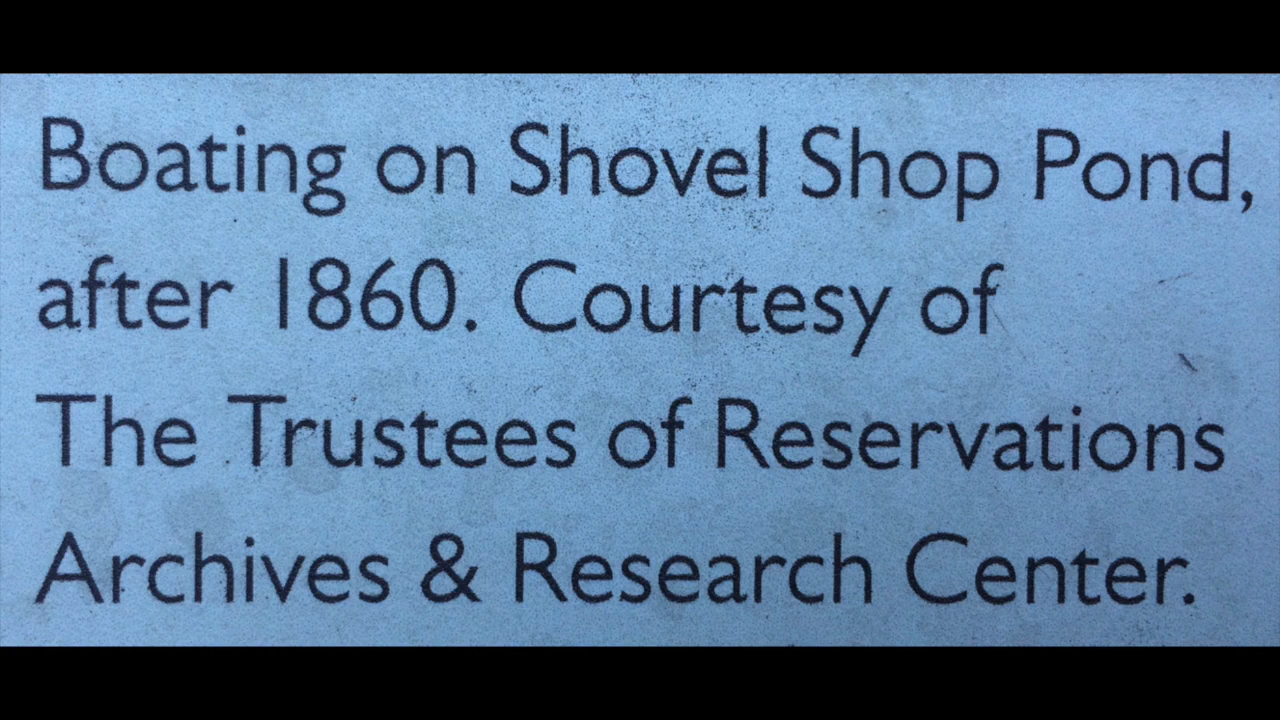 Boating on Shovel Shop Pond,
after 1860. Courtesy of
The Trustees of Reservations
Archives & Research Center.